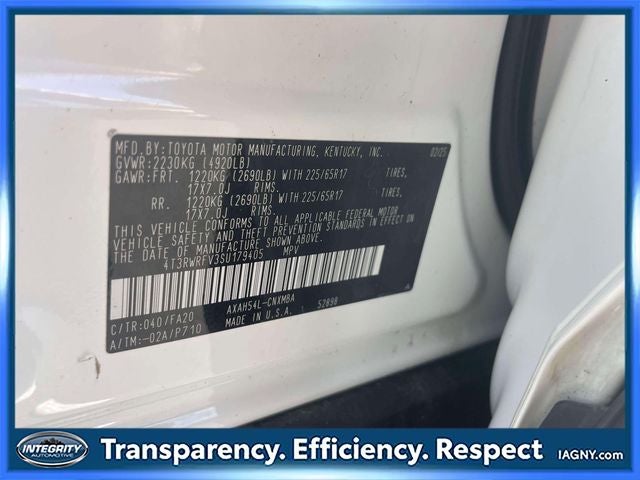 MFD.BY:TOYOTA MOTOR MANUFACTURING, KENTUCKY, INC. 02/25
GVWR:2230KG (4920LB)
GAWR:FRT. 1220KG (2690LB) WITH 225/65R17 TIRES,
17X7.0J RIMS.
RR. 1220KG (2690LB) WITH 225/65R17 TIRES,
17X7.0J RIMS.
THIS VEHICLE CONFORMS TO ALL APPLICABLE FEDERAL MOTOR
VEHICLE SAFETY AND THEFT PREVENTION STANDARDS IN EFFECT ON
THE DATE OF MANUFACTURE SHOWN ABOVE.
4T3RWRFV3SU179405 MPV
C/TR:040/FA20 AXAH54L-CNXMBA 52898
A/TM:-02A/P710 MADE IN U.S.A.
INTEGRITY
AUTOMOTIVE
Transparency. Efficiency. Respect
IAGNY.com